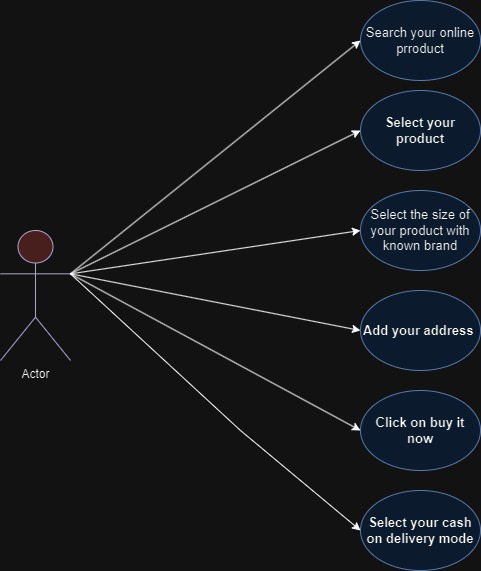 Search your online
prroduct
Select your
product
Select the size of
your product with
known brand
Actor
Add your address
Click on buy it
now
Select your cash
on delivery mode